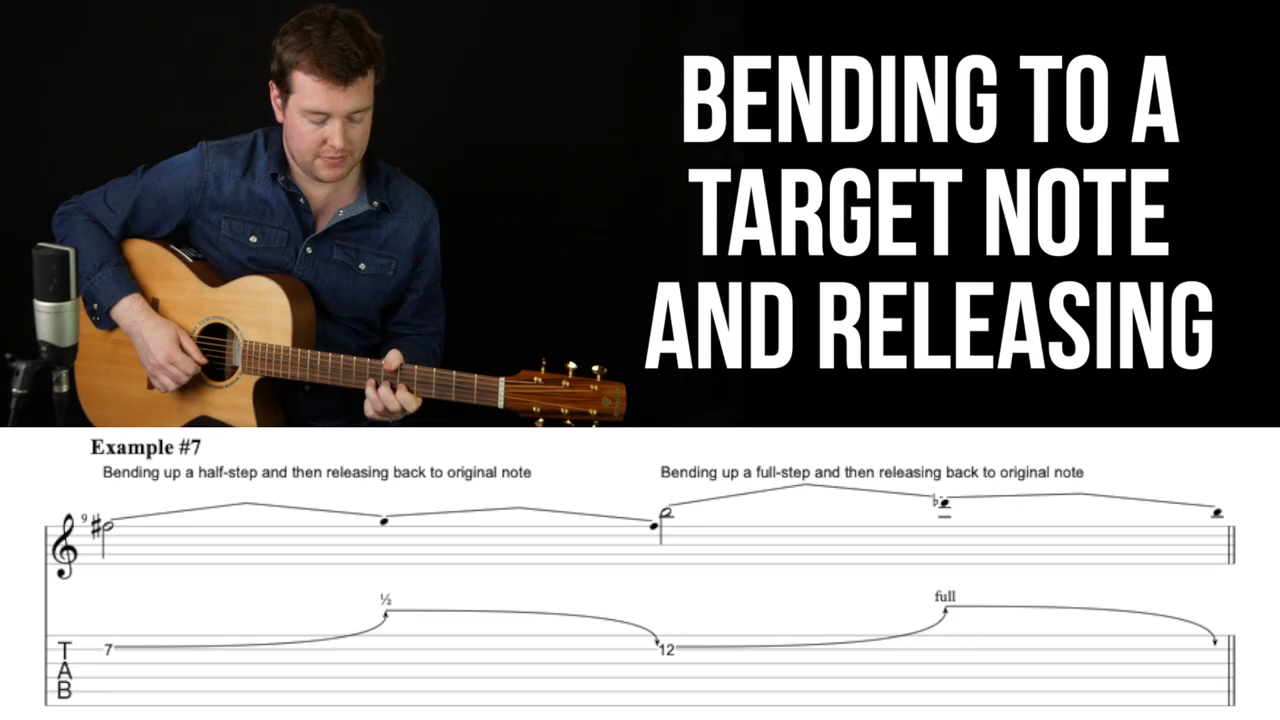 BENDING TO A
TARGET NOTE
AND RELEASING
Example #7
Bending up a half-step and then releasing back to original note
Bending up a full-step and then releasing back to original note
9
½
full
7
12
T
A
B